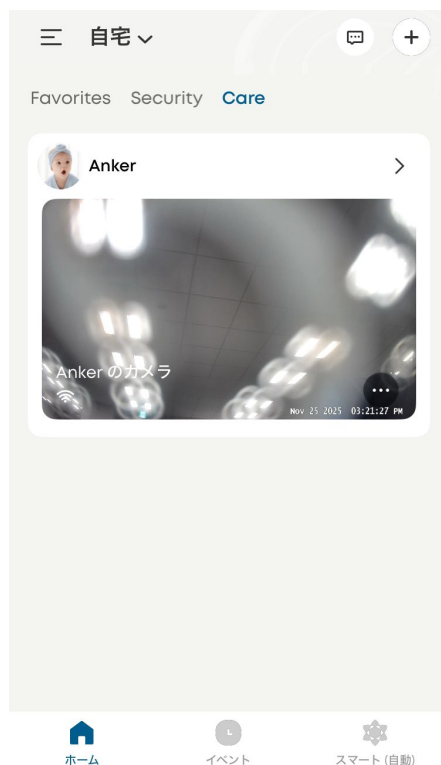 自宅
Favorites Security Care
Anker
Anker のカメラ
Nov 25 2025 03:21:27 PM
ホーム イベント スマート (自動)